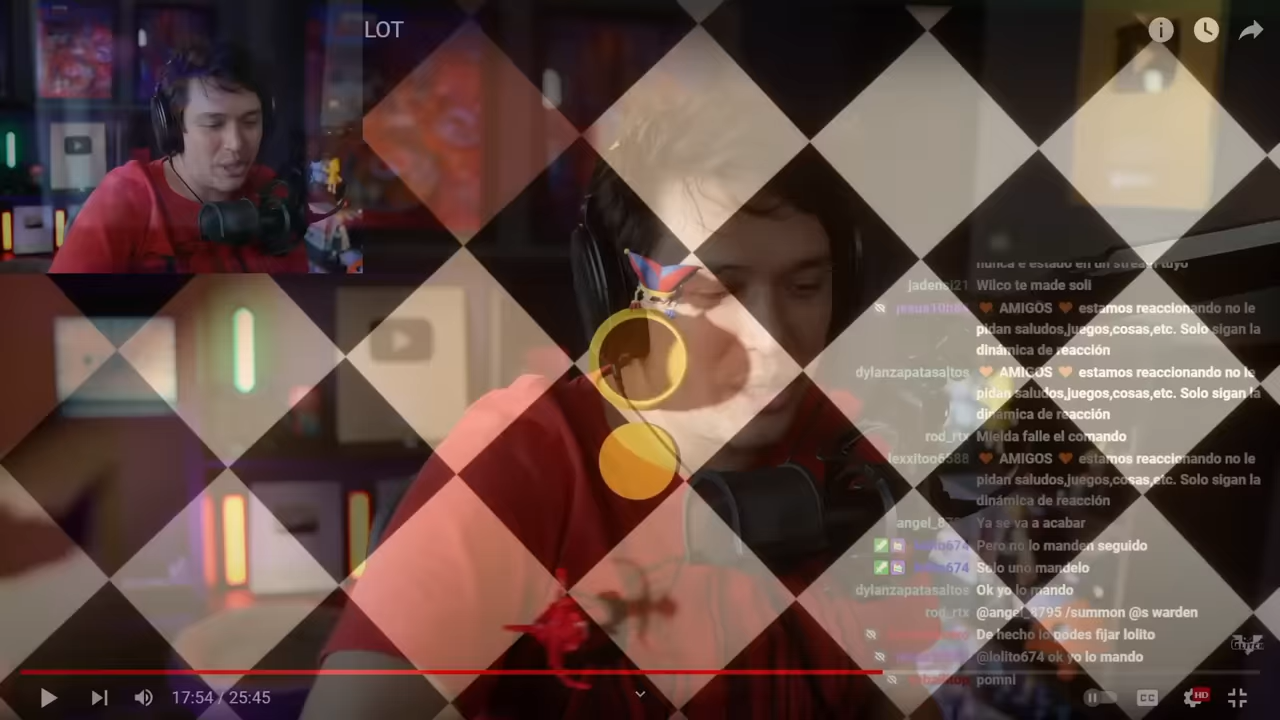 LOT
nunca e estado en un stream tuyo
jadensi21 Wilco te made soli
AMIGOS estamos reaccionando no le
pidan saludos,juegos,cosas,etc. Solo sigan la
dinámica de reacción
dylanzapatasaltos AMIGOS estamos reaccionando no le
pidan saludos,juegos,cosas,etc. Solo sigan la
dinámica de reacción
rod_rtx Mielda falle el comando
lexxitoo6588 AMIGOS estamos reaccionando no le
pidan saludos,juegos,cosas,etc. Solo sigan la
dinámica de reacción
Ya se va a acabar
Pero no lo manden seguido
Solo uno mandelo
dylanzapatasaltos Ok yo lo mando
rod_rtx @angel_8795 /summon @s warden
De hecho lo podes fijar lolito
@lolito674 ok yo lo mando
pomni
17:54 / 25:45
CC
HD